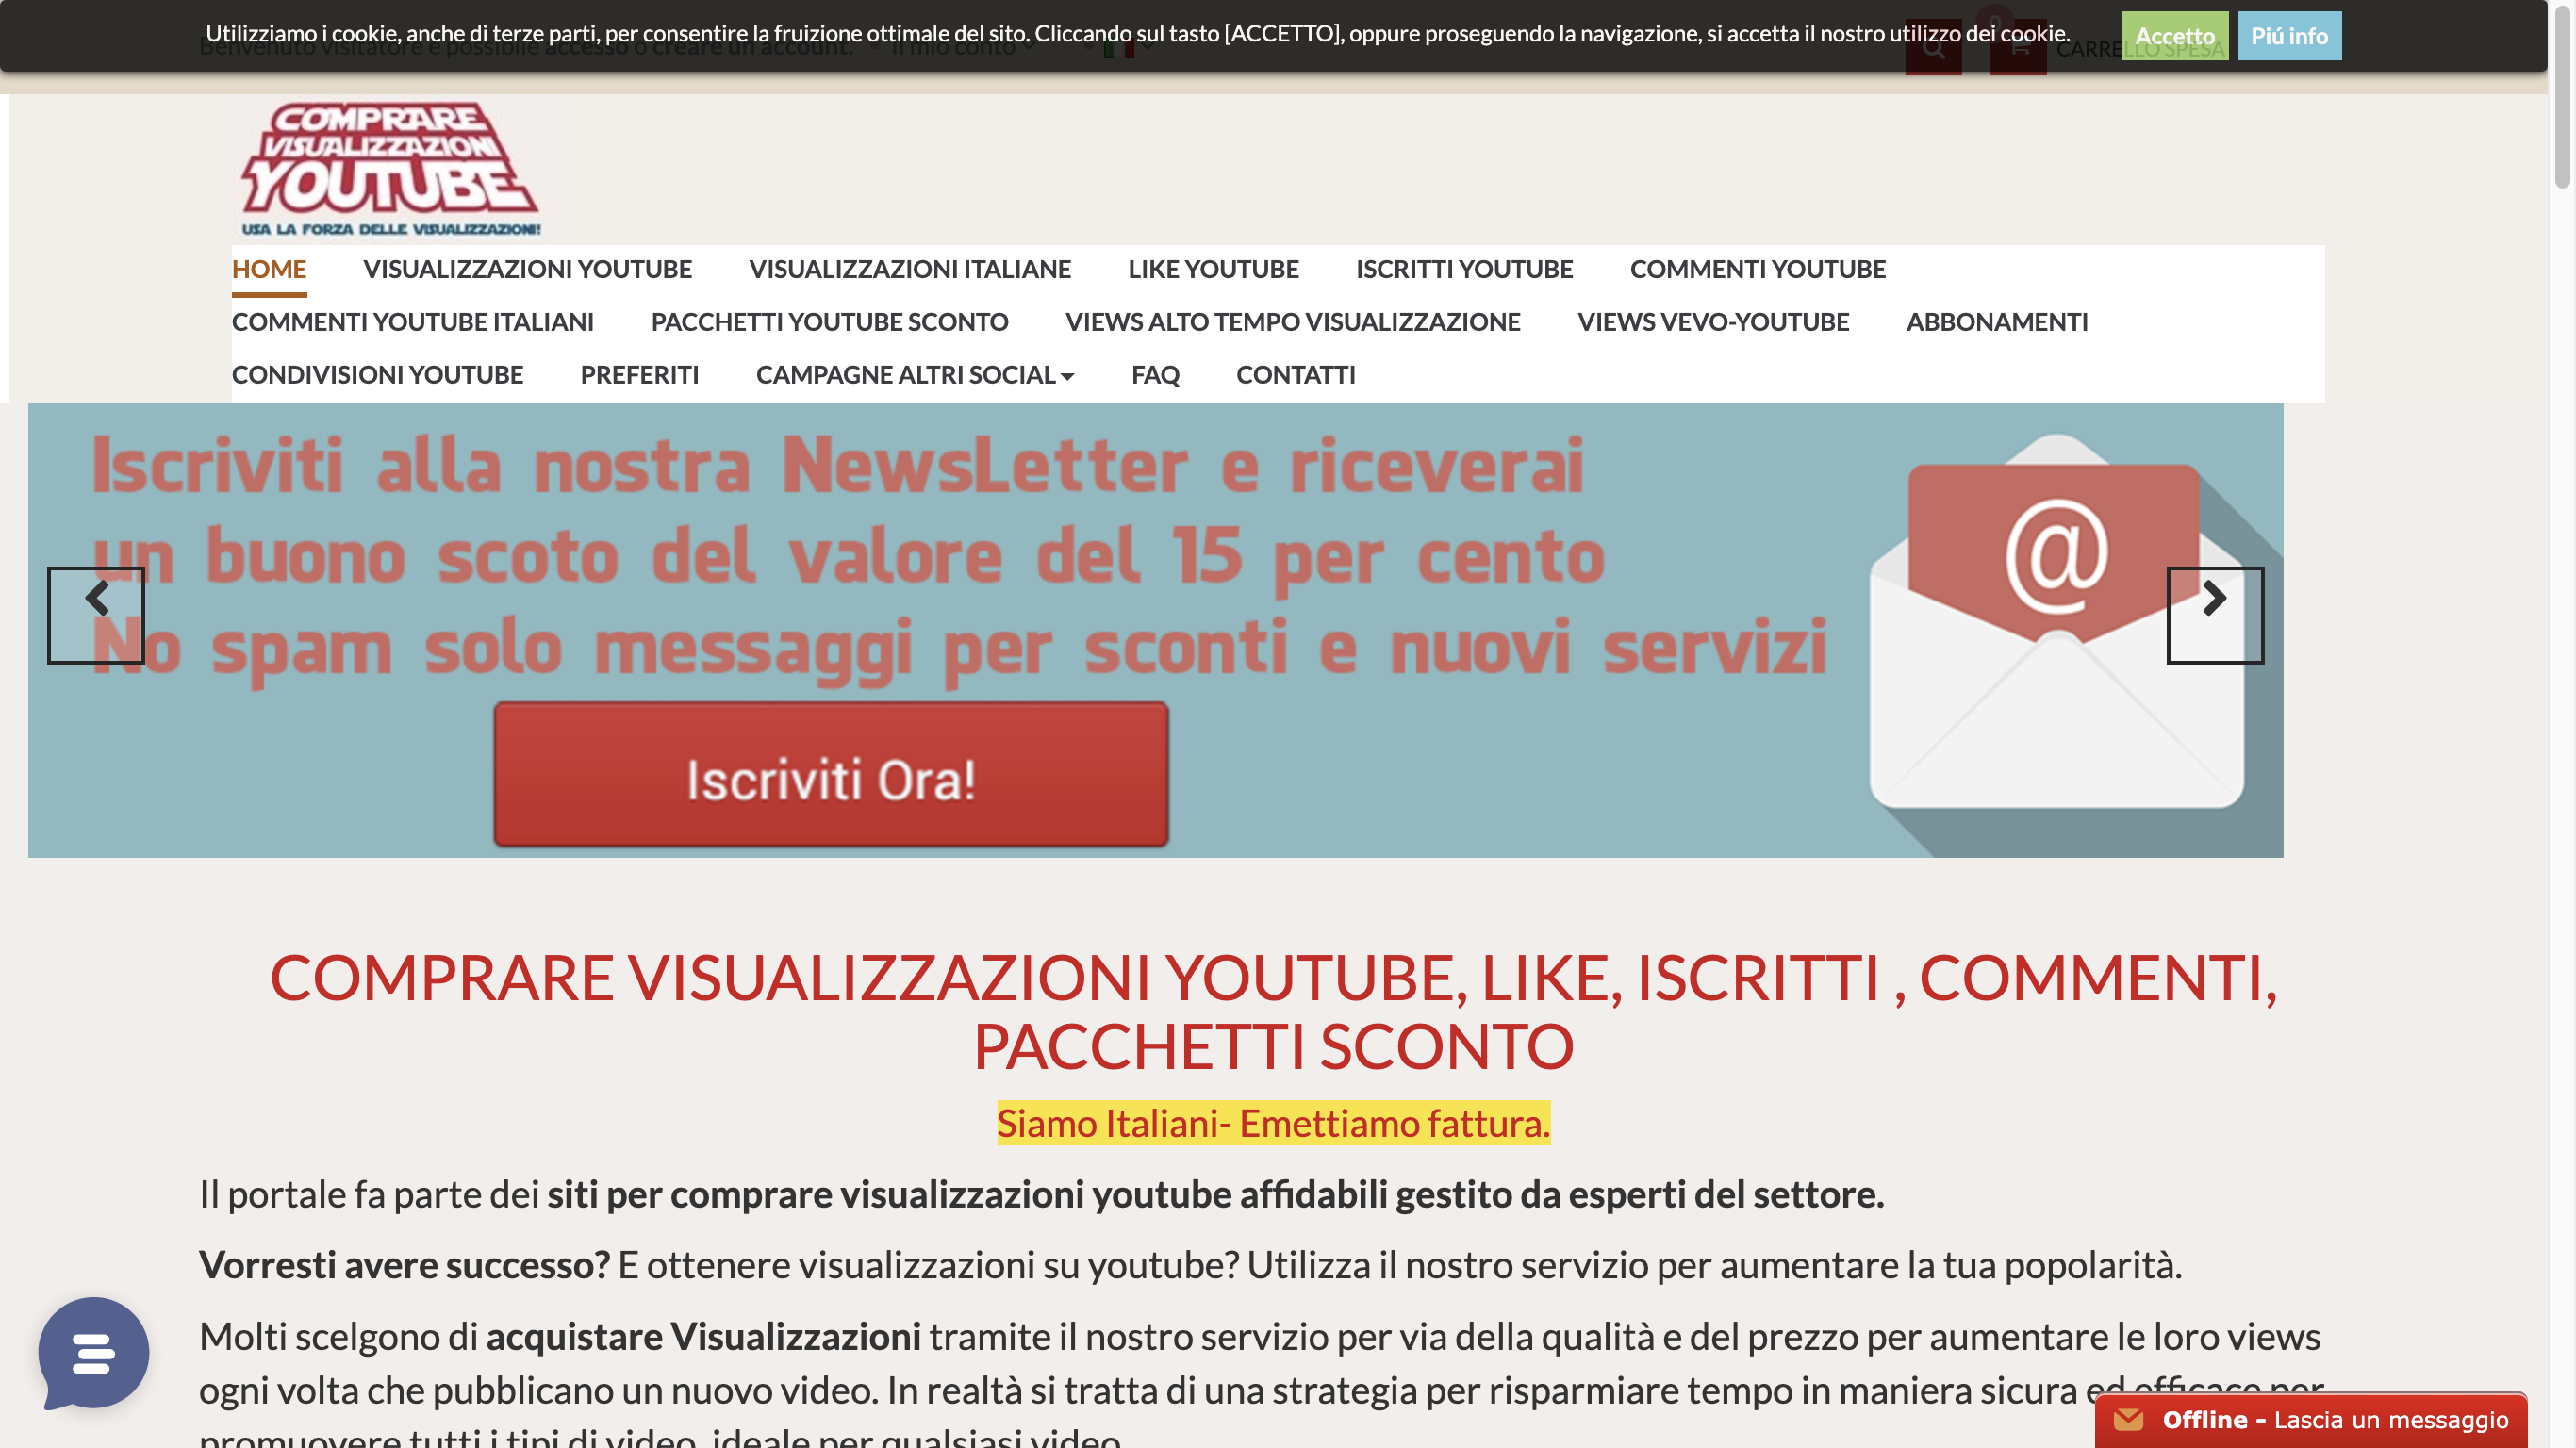 Utilizziamo i cookie, anche di terze parti, per consentire la fruizione ottimale del sito. Cliccando sul tasto [ACCETTO], oppure proseguendo la navigazione, si accetta il nostro utilizzo dei cookie.
Accetto
Piú info
Benvenuto visitatore è possibile accesso o creare un account.
Il mio conto
0
CARRELLO SPESA
COMPRARE
VISUALIZZAZIONI
YOUTUBE
USA LA FORZA DELLE VISUALIZZAZIONI!
HOME VISUALIZZAZIONI YOUTUBE VISUALIZZAZIONI ITALIANE LIKE YOUTUBE ISCRITTI YOUTUBE COMMENTI YOUTUBE
COMMENTI YOUTUBE ITALIANI PACCHETTI YOUTUBE SCONTO VIEWS ALTO TEMPO VISUALIZZAZIONE VIEWS VEVO-YOUTUBE ABBONAMENTI
CONDIVISIONI YOUTUBE PREFERITI CAMPAGNE ALTRI SOCIAL FAQ CONTATTI
Iscriviti alla nostra NewsLetter e riceverai
un buono scoto del valore del 15 per cento
No spam solo messaggi per sconti e nuovi servizi
@
Iscriviti Ora!
COMPRARE VISUALIZZAZIONI YOUTUBE, LIKE, ISCRITTI , COMMENTI,
PACCHETTI SCONTO
Siamo Italiani- Emettiamo fattura.
Il portale fa parte dei siti per comprare visualizzazioni youtube affidabili gestito da esperti del settore.
Vorresti avere successo? E ottenere visualizzazioni su youtube? Utilizza il nostro servizio per aumentare la tua popolarità.
Molti scelgono di acquistare Visualizzazioni tramite il nostro servizio per via della qualità e del prezzo per aumentare le loro views
ogni volta che pubblicano un nuovo video. In realtà si tratta di una strategia per risparmiare tempo in maniera sicura ed efficace per
promuovere tutti i tipi di video, ideale per qualsiasi video.
Offline - Lascia un messaggio